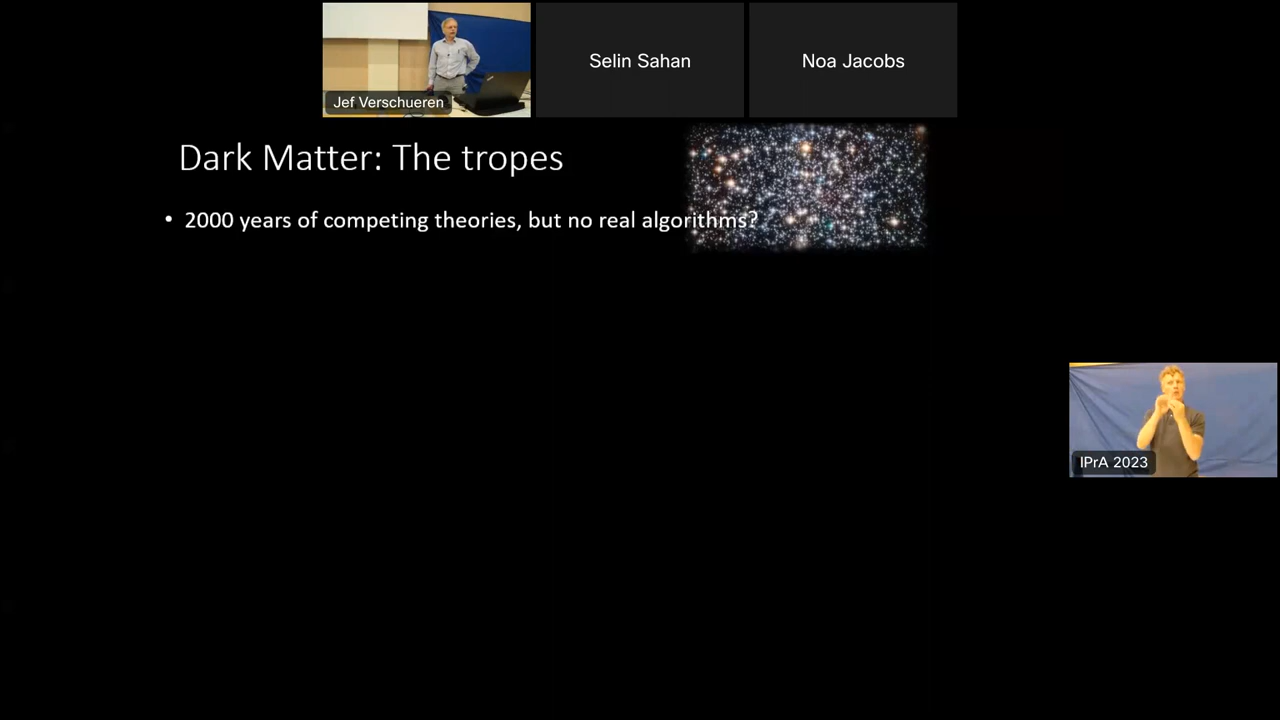 Jef Verschueren
Selin Sahan
Noa Jacobs
Dark Matter: The tropes
• 2000 years of competing theories, but no real algorithms?
IPrA 2023